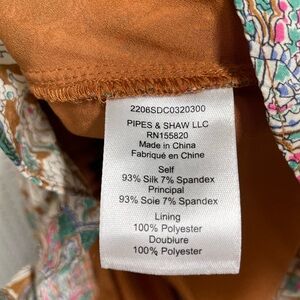 2206SDC0320300
PIPES & SHAW LLC
RN155820
Made in China
Fabriqué en Chine
Self
93% Silk 7% Spandex
Principal
93% Soie 7% Spandex
Lining
100% Polyester
Doublure
100% Polyester